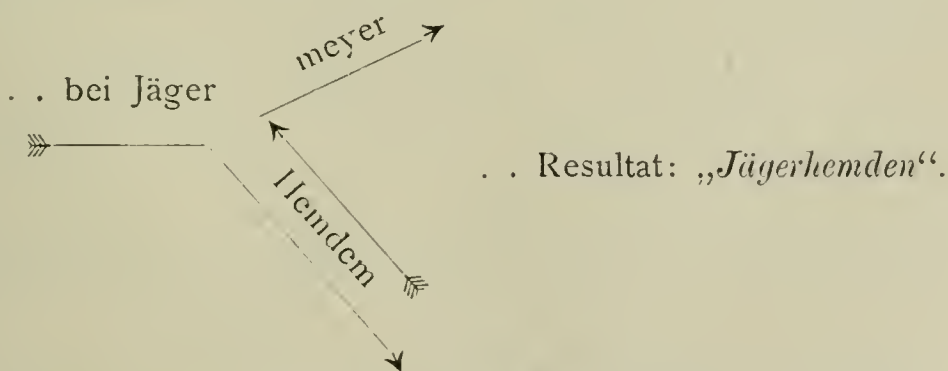 meyer
. . bei Jäger
Hemdem
. . Resultat: „Jägerhemden“.